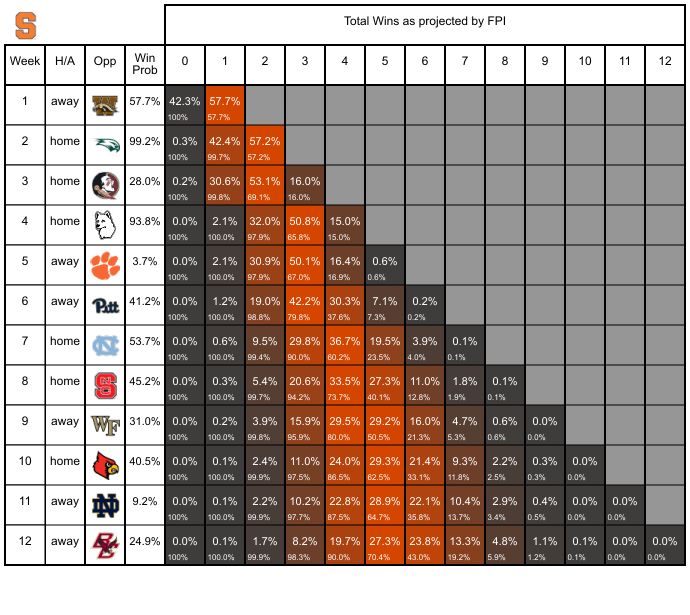 S
Total Wins as projected by FPI
Week H/A Opp Win Prob 0 1 2 3 4 5 6 7 8 9 10 11 12
1 away W 57.7% 42.3% 57.7%
100% 57.7%
2 home 99.2% 0.3% 42.4% 57.2%
100% 99.7% 57.2%
3 home 28.0% 0.2% 30.6% 53.1% 16.0%
100% 99.8% 69.1% 16.0%
4 home 93.8% 0.0% 2.1% 32.0% 50.8% 15.0%
100% 100.0% 97.9% 65.8% 15.0%
5 away 3.7% 0.0% 2.1% 30.9% 50.1% 16.4% 0.6%
100% 100.0% 97.9% 67.0% 16.9% 0.6%
6 away Pitt 41.2% 0.0% 1.2% 19.0% 42.2% 30.3% 7.1% 0.2%
100% 100.0% 98.8% 79.8% 37.6% 7.3% 0.2%
7 home NC 53.7% 0.0% 0.6% 9.5% 29.8% 36.7% 19.5% 3.9% 0.1%
100% 100.0% 99.4% 90.0% 60.2% 23.5% 4.0% 0.1%
8 home S 45.2% 0.0% 0.3% 5.4% 20.6% 33.5% 27.3% 11.0% 1.8% 0.1%
100% 100.0% 99.7% 94.2% 73.7% 40.1% 12.8% 1.9% 0.1%
9 away WF 31.0% 0.0% 0.2% 3.9% 15.9% 29.5% 29.2% 16.0% 4.7% 0.6% 0.0%
100% 100.0% 99.8% 95.9% 80.0% 50.5% 21.3% 5.3% 0.6% 0.0%
10 home 40.5% 0.0% 0.1% 2.4% 11.0% 24.0% 29.3% 21.4% 9.3% 2.2% 0.3% 0.0%
100% 100.0% 99.9% 97.5% 86.5% 62.5% 33.1% 11.8% 2.5% 0.3% 0.0%
11 away ND 9.2% 0.0% 0.1% 2.2% 10.2% 22.8% 28.9% 22.1% 10.4% 2.9% 0.4% 0.0% 0.0%
100% 100.0% 99.9% 97.7% 87.5% 64.7% 35.8% 13.7% 3.4% 0.5% 0.0% 0.0%
12 away BC 24.9% 0.0% 0.1% 1.7% 8.2% 19.7% 27.3% 23.8% 13.3% 4.8% 1.1% 0.1% 0.0% 0.0%
100% 100.0% 99.9% 98.3% 90.0% 70.4% 43.0% 19.2% 5.9% 1.2% 0.1% 0.0% 0.0%